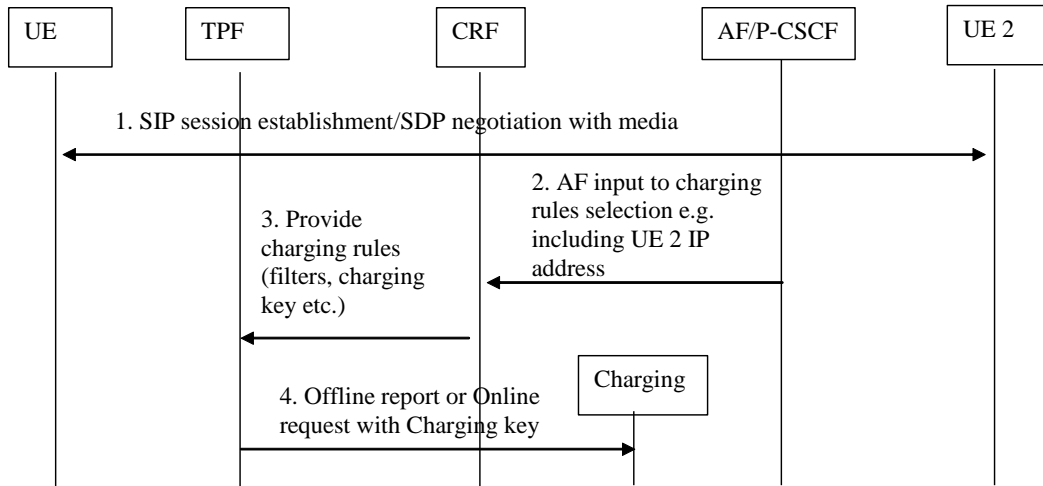 UE
TPF
CRF
AF/P-CSCF
UE 2
1. SIP session establishment/SDP negotiation with media
2. AF input to charging
rules selection e.g.
including UE 2 IP
address
3. Provide
charging rules
(filters, charging
key etc.)
Charging
4. Offline report or Online
request with Charging key